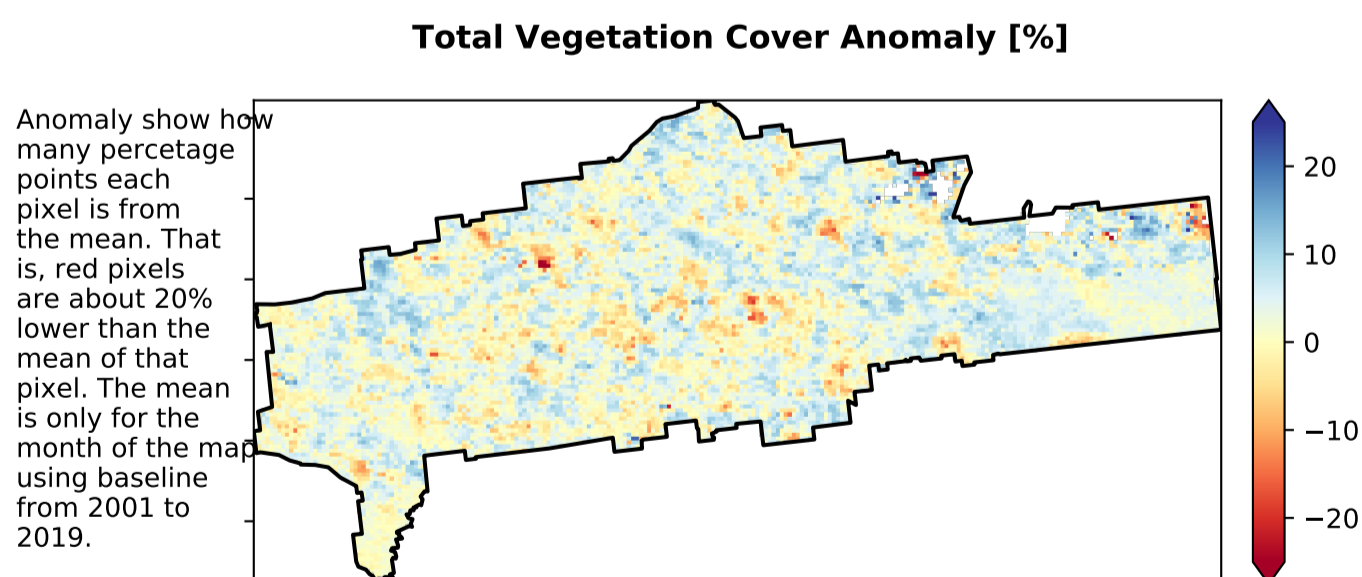 Total Vegetation Cover Anomaly [%]
Anomaly show how
many percetage
points each
pixel is from
the mean. That
is, red pixels
are about 20%
lower than the
mean of that
pixel. The mean
is only for the
month of the map
using baseline
from 2001 to
2019.
20
10
0
−10
−20